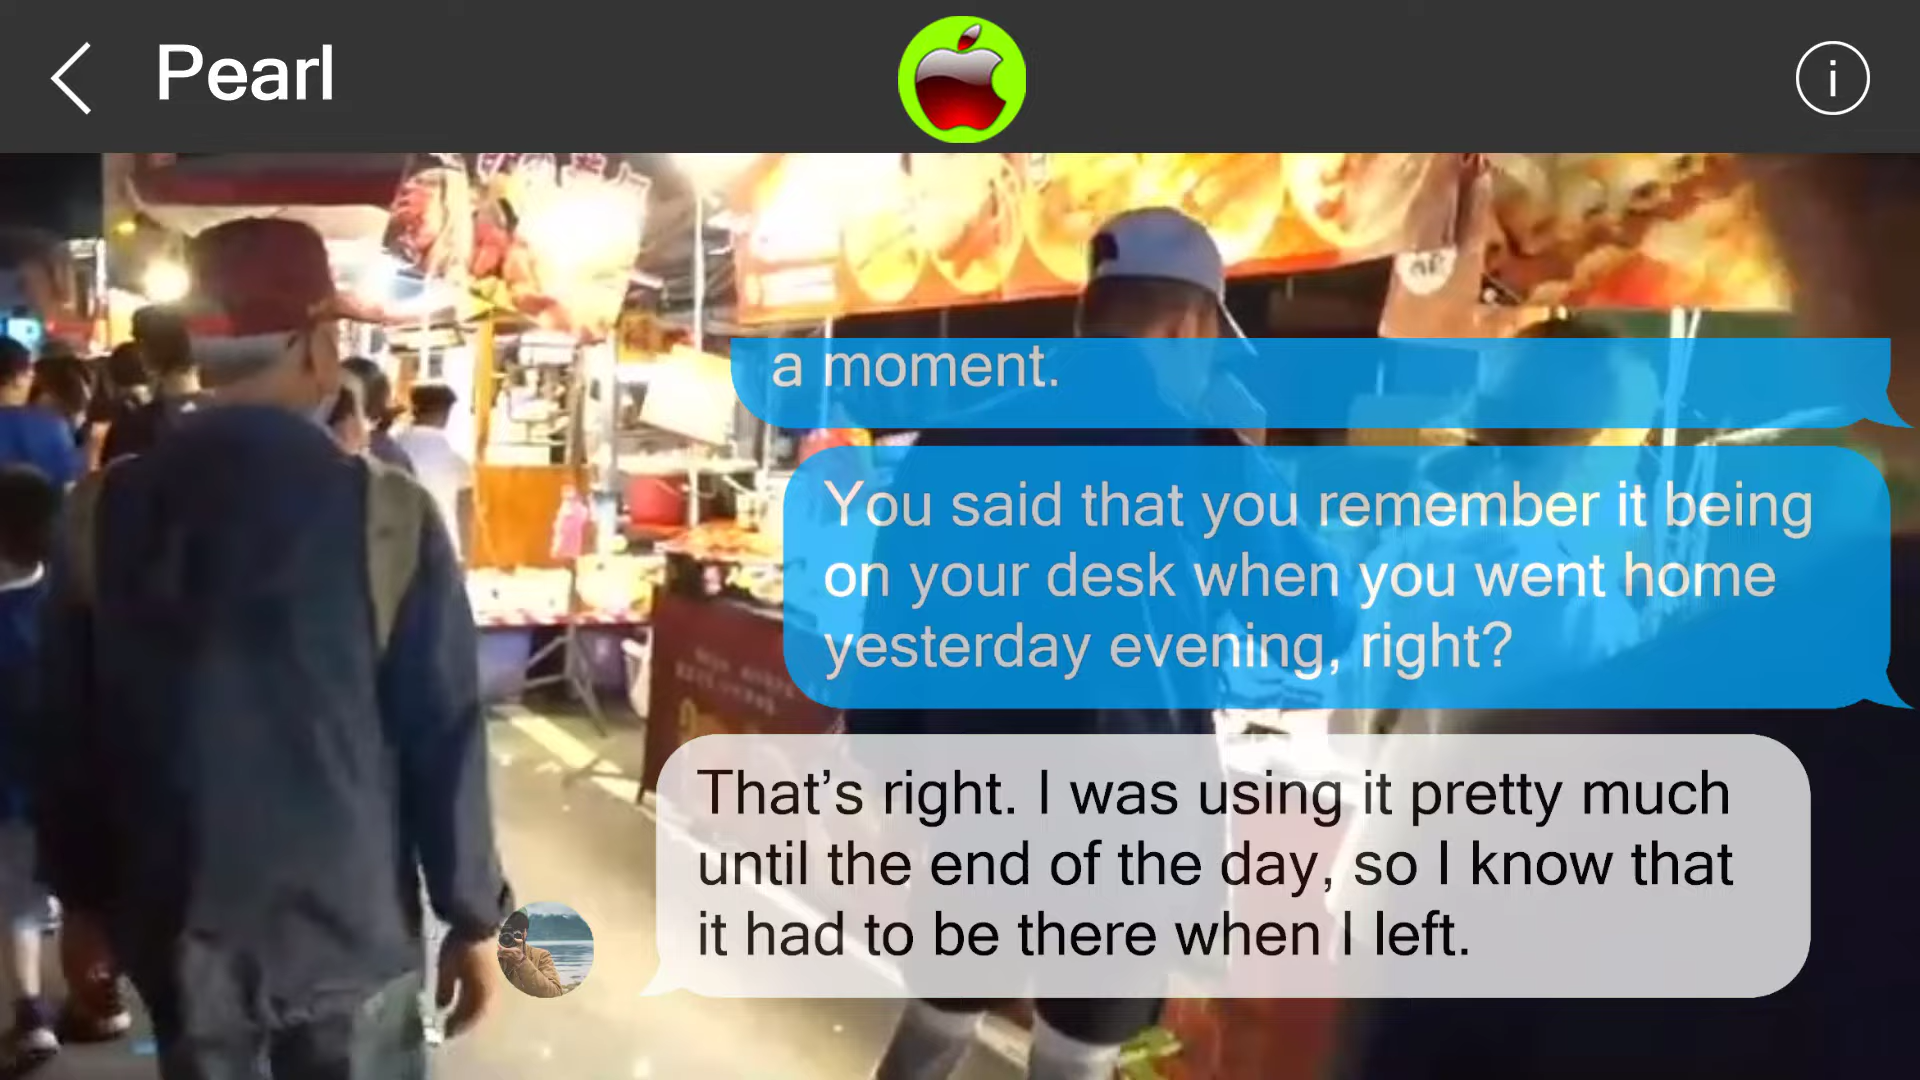 Pearl
a moment.
You said that you remember it being
on your desk when you went home
yesterday evening, right?
That’s right. I was using it pretty much
until the end of the day, so I know that
it had to be there when I left.